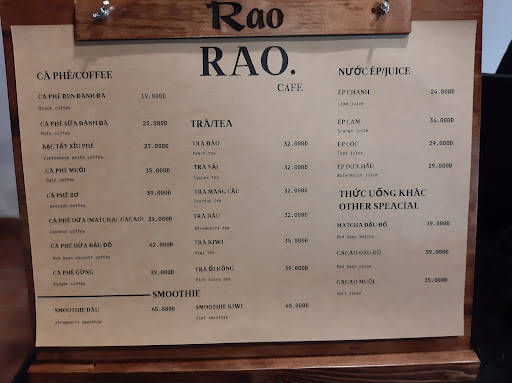 Rao
RAO.
CAFE
CÀ PHÊ/COFFEE
CÀ PHÊ ĐEN ĐÁ/NĐÁ 19.000Đ
Black coffee
CÀ PHÊ SỮA ĐÁ/NĐÁ 23.000Đ
Milk coffee
BẠC TẨY XỈU PHÉ 27.000Đ
Vietnamese white coffee
CÀ PHÊ MUỐI 35.000Đ
Salt coffee
CÀ PHÊ BƠ 39.000Đ
Avocado coffee
CÀ PHÊ DỪA (MATCHA/ CACAO) 39.000Đ
Coconut coffee
CÀ PHÊ DỪA ĐẬU ĐỎ 42.000Đ
Red bean coconut coffee
CÀ PHÊ GỪNG 39.000Đ
Ginger coffee
TRÀ/TEA
TRÀ ĐÀO 32.000Đ
Peach tea
TRÀ VẢI 32.000Đ
Lychee tea
TRÀ MÃNG CẦU 32.000Đ
Soursop tea
TRÀ DÂU 32.000Đ
Strawberry tea
TRÀ KIWI 35.000Đ
Kiwi tea
TRÀ ỔI HỒNG 39.000Đ
Pink guava tea
NƯỚC ÉP/JUICE
ÉP CHANH 24.000Đ
Lime juice
ÉP CAM 34.000Đ
Orange juice
ÉP CÓC 29.000Đ
juice
ÉP DƯA HẤU 29.000Đ
Watermelon juice
THỨC UỐNG KHÁC
OTHER SPEACIAL
MATCHA ĐẬU ĐỎ 39.000Đ
Red bean matcha
CACAO ĐẬU ĐỎ 39.000Đ
Red bean cacao
CACAO MUỐI 35.000Đ
Salt cacao
SMOOTHIE
SMOOTHIE DÂU 45.000Đ
Strawberry smoothie
SMOOTHIE KIWI 45.000Đ
Kiwi smoothie